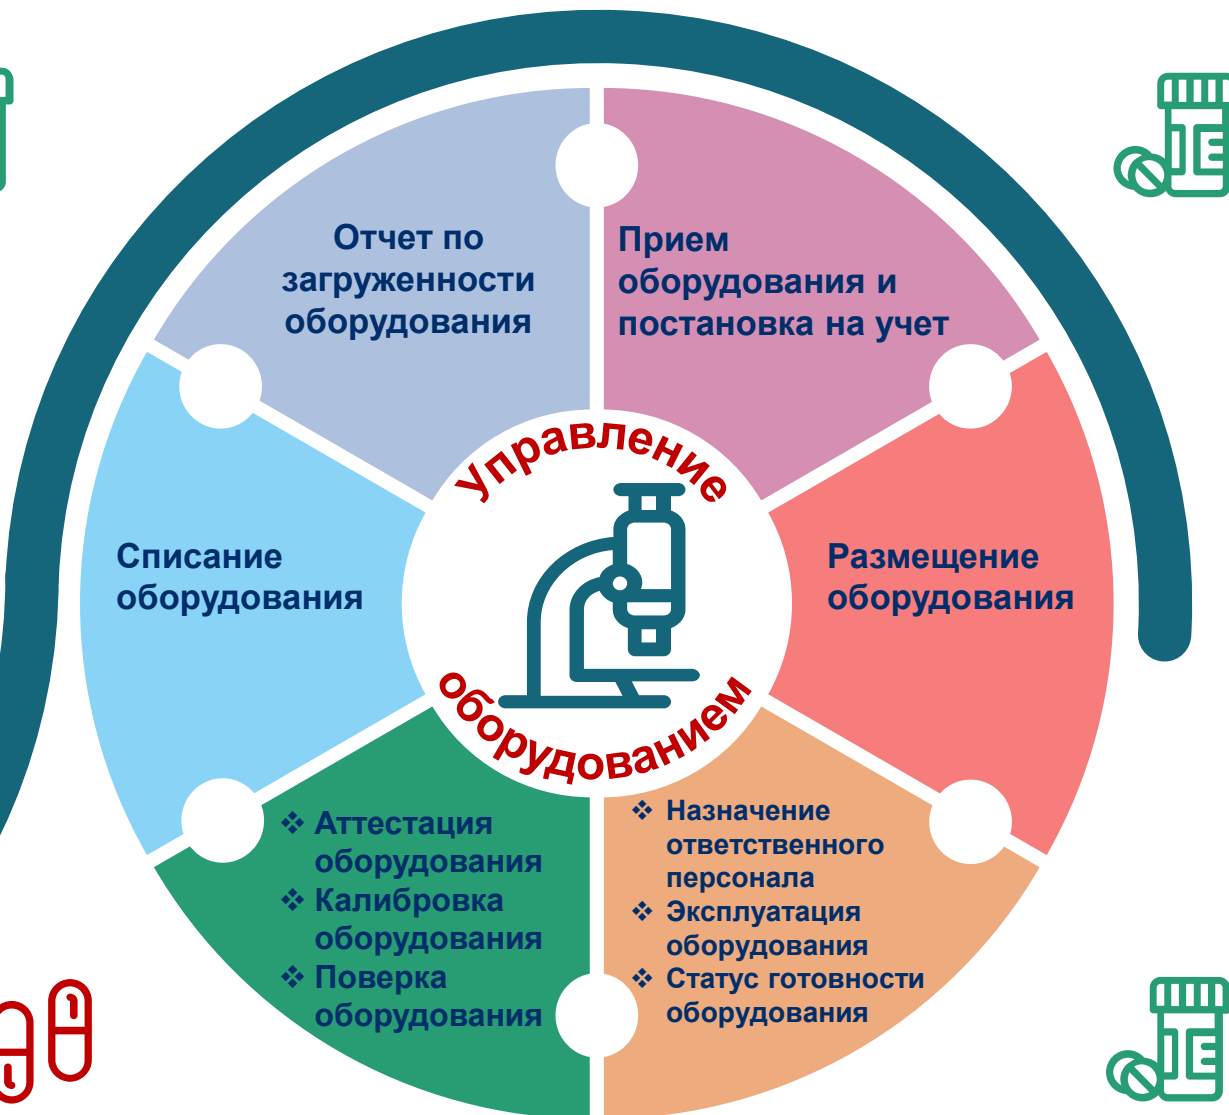 Отчет по
загруженности
оборудования
Прием
оборудования и
постановка на учет
Списание
оборудования
Управление
оборудованием
Размещение
оборудования
❖ Аттестация
оборудования
❖ Калибровка
оборудования
❖ Поверка
оборудования
❖ Назначение
ответственного
персонала
❖ Эксплуатация
оборудования
❖ Статус готовности
оборудования